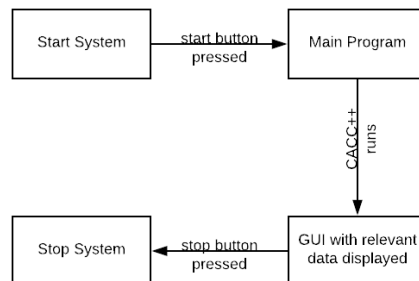 Start System
start button
pressed
Main Program
CACC++
runs
GUI with relevant
data displayed
stop button
pressed
Stop System